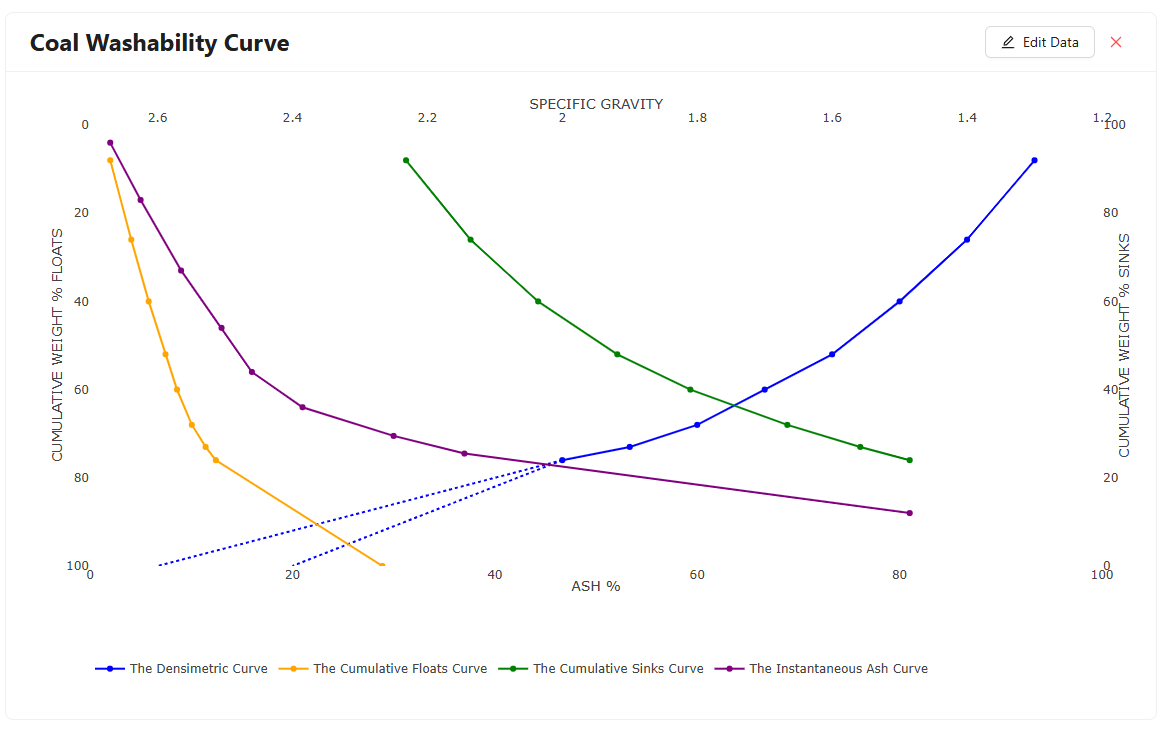 Coal Washability Curve
Edit Data
SPECIFIC GRAVITY
2.6 2.4 2.2 2 1.8 1.6 1.4 1.2
0 100
20 80
40 60
60 40
80 20
100 0
CUMULATIVE WEIGHT % FLOATS
CUMULATIVE WEIGHT % SINKS
0 20 40 60 80 100
ASH %
The Densimetric Curve The Cumulative Floats Curve The Cumulative Sinks Curve The Instantaneous Ash Curve